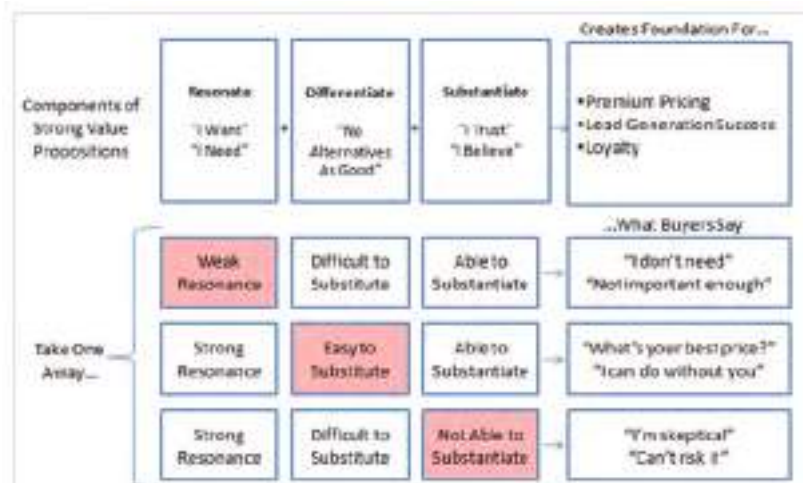 Creates Foundation For...
Components of
Strong Value
Propositions
Resonate
"I Want"
"I Need"
+
Differentiate
"No
Alternatives
As Good"
+
Substantiate
"I Trust"
"I Believe"
•Premium Pricing
•Lead Generation Success
•Loyalty
...What Buyers Say
Take One
Away...
Weak
Resonance
Difficult to
Substitute
Able to
Substantiate
"I don't need"
"Not important enough"
Strong
Resonance
Easy to
Substitute
Able to
Substantiate
"What's your best price?"
"I can do without you"
Strong
Resonance
Difficult to
Substitute
Not Able to
Substantiate
"I'm skeptical"
"Can't risk it"